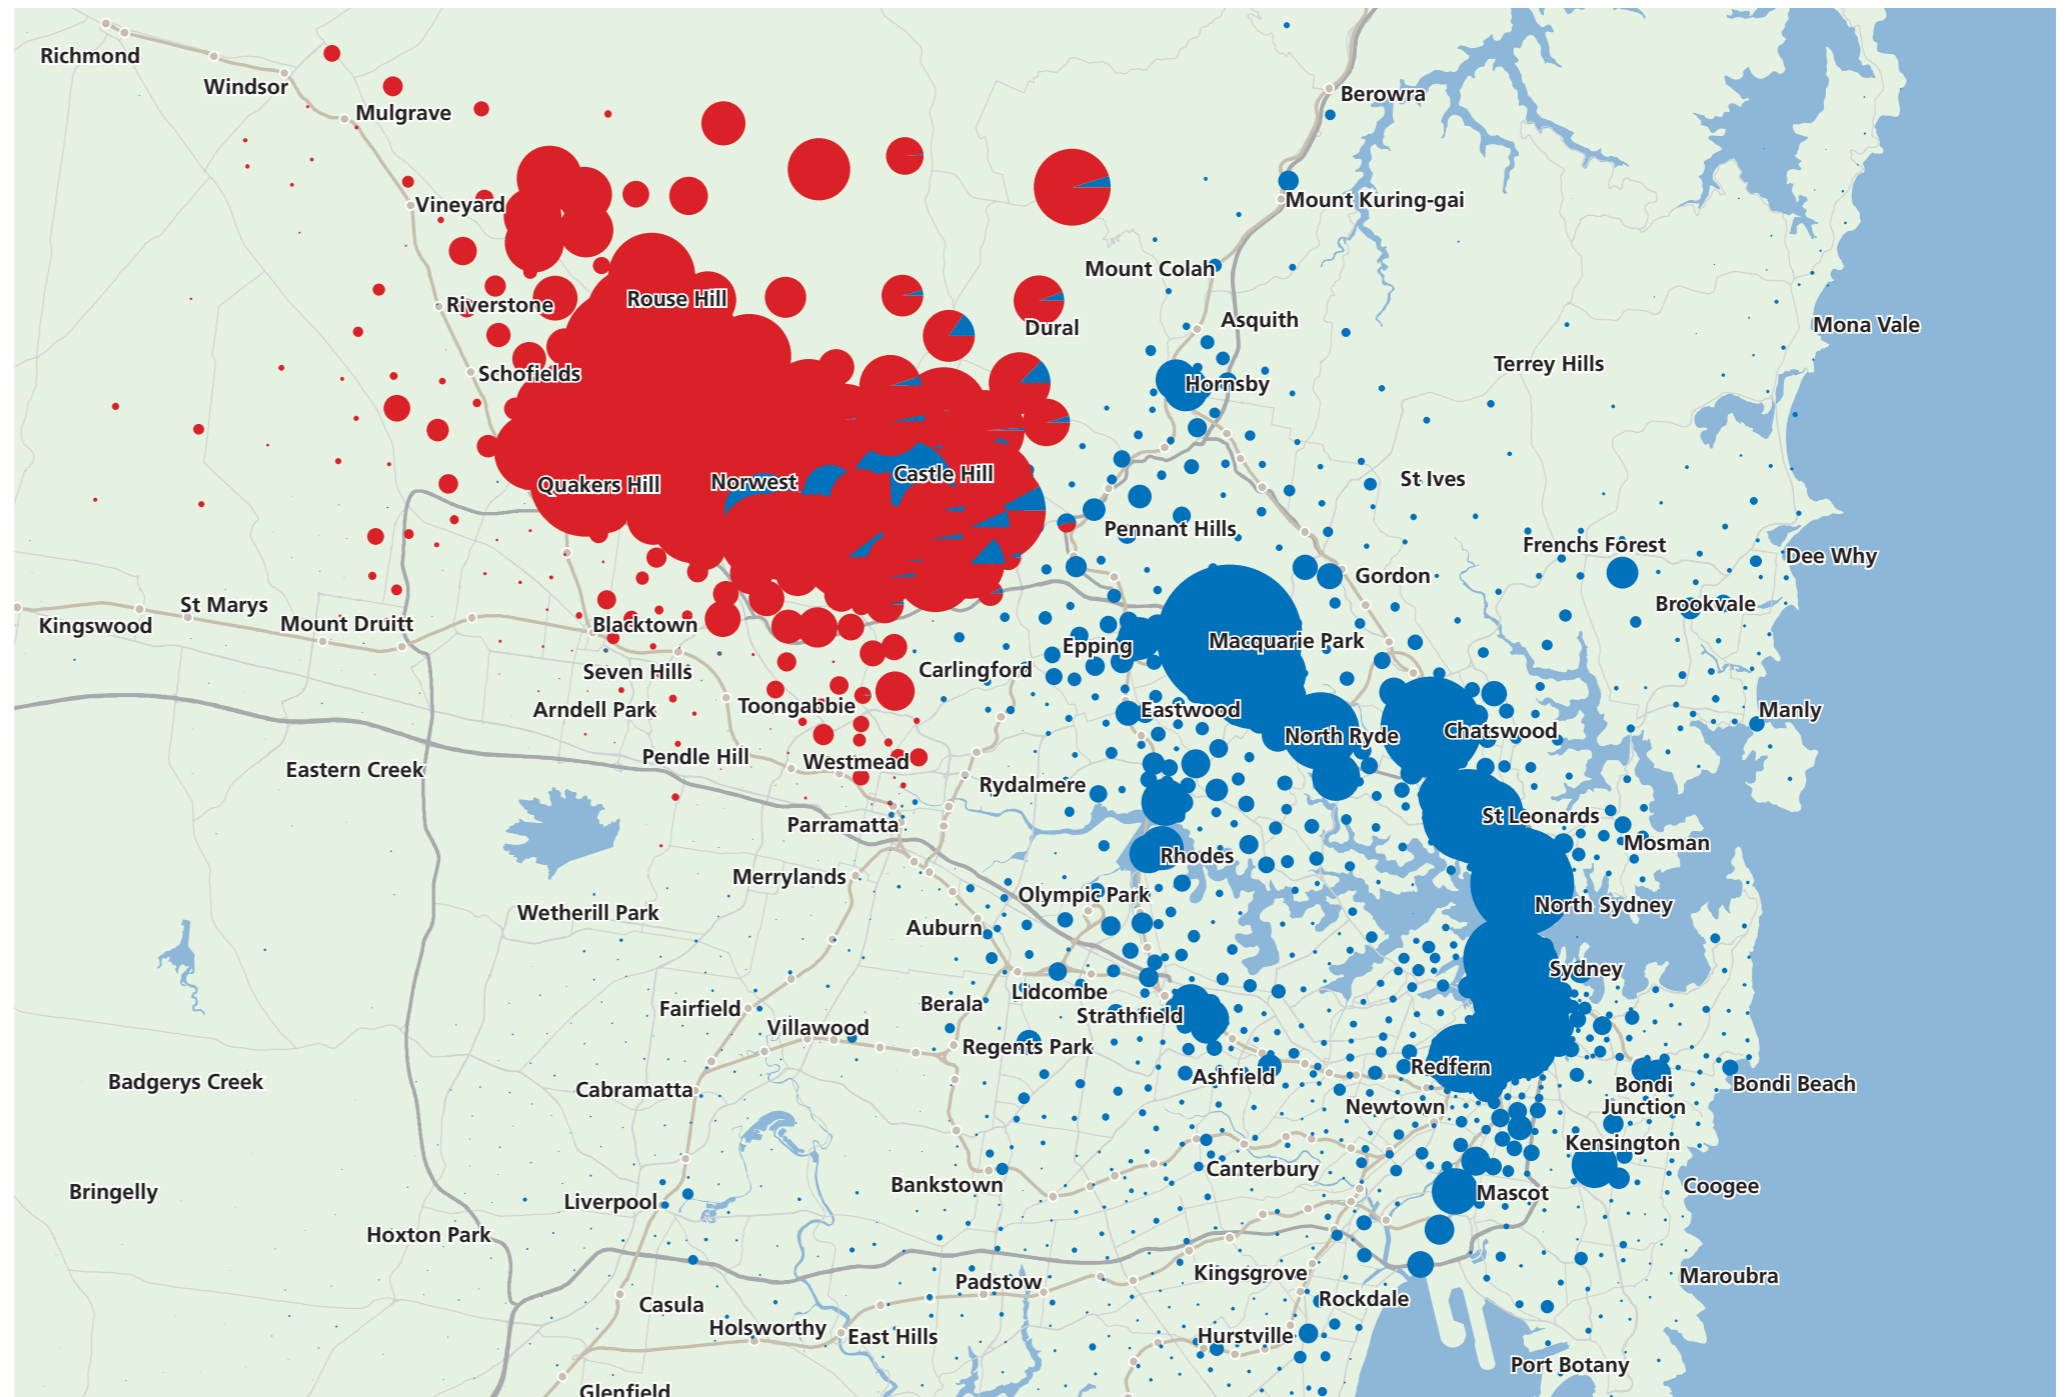 Richmond
Windsor
Berowra
Mulgrave
Vineyard
Mount Kuring-gai
Mount Colah
Rouse Hill
Riverstone
Dural
Asquith
Mona Vale
Terrey Hills
Schofields
Hornsby
Castle Hill
Norwest
Quakers Hill
St Ives
Pennant Hills
Frenchs Forest
Dee Why
Gordon
St Marys
Brookvale
Kingswood
Mount Druitt
Blacktown
Epping
Macquarie Park
Seven Hills
Carlingford
Toongabbie
Arndell Park
Eastwood
Manly
North Ryde
Chatswood
Pendle Hill
Westmead
Eastern Creek
Rydalmere
St Leonards
Parramatta
Mosman
Rhodes
Merrylands
Olympic Park
North Sydney
Wetherill Park
Auburn
Sydney
Lidcombe
Berala
Fairfield
Strathfield
Villawood
Regents Park
Redfern
Ashfield
Badgerys Creek
Bondi
Junction
Bondi Beach
Cabramatta
Newtown
Kensington
Canterbury
Bankstown
Coogee
Bringelly
Mascot
Liverpool
Hoxton Park
Kingsgrove
Maroubra
Padstow
Rockdale
Casula
Holsworthy
East Hills
Hurstville
Port Botany
Glenfield